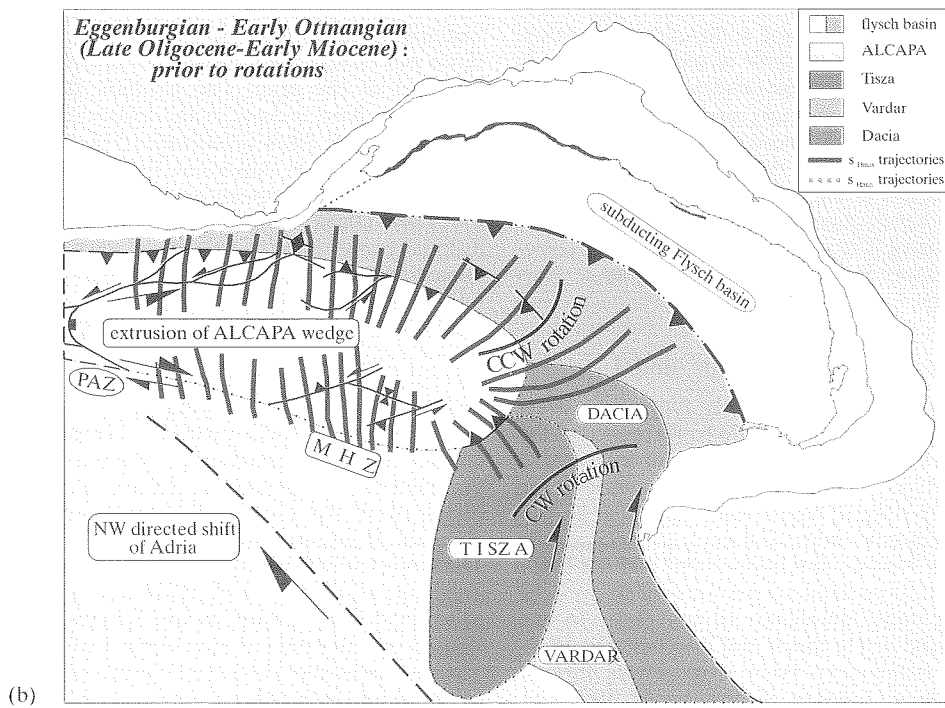 Eggenburgian - Early Ottnangian
(Late Oligocene-Early Miocene) :
prior to rotations
flysch basin
ALCAPA
Tisza
Vardar
Dacia
trajectories
trajectories
subducting Flysch basin
extrusion of ALCAPA wedge
CCW rotation
PAZ
DACIA
M H Z
CW rotation
NW directed shift
of Adria
TISZA
VARDAR
(b)